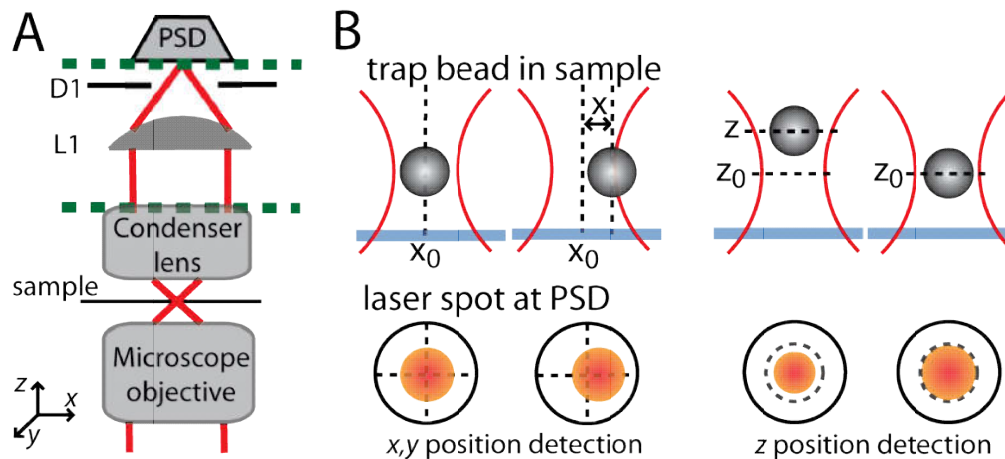 A
PSD
D1
L1
Condenser
lens
sample
Microscope
objective
z
x
y
B
trap bead in sample
x
x₀
x₀
z
z₀
z₀
laser spot at PSD
x,y position detection
z position detection